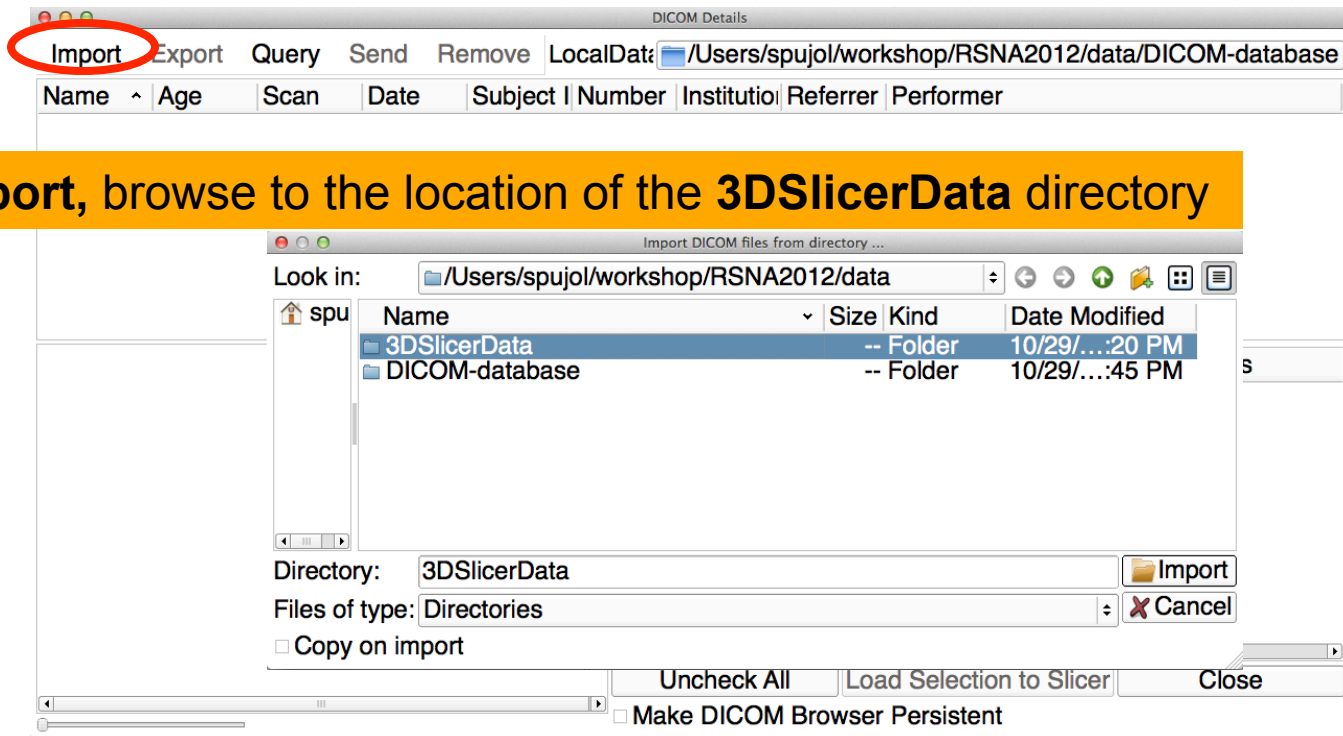 DICOM Details
Import Export Query Send Remove LocalData /Users/spujol/workshop/RSNA2012/data/DICOM-database
Name Age Scan Date Subject I Number Institution Referrer Performer
port, browse to the location of the 3DSlicerData directory
Import DICOM files from directory ...
Look in: /Users/spujol/workshop/RSNA2012/data
spu Name Size Kind Date Modified
3DSlicerData -- Folder 10/29/...:20 PM
DICOM-database -- Folder 10/29/...:45 PM
s
Directory: 3DSlicerData Import
Files of type: Directories Cancel
Copy on import
Uncheck All Load Selection to Slicer Close
Make DICOM Browser Persistent